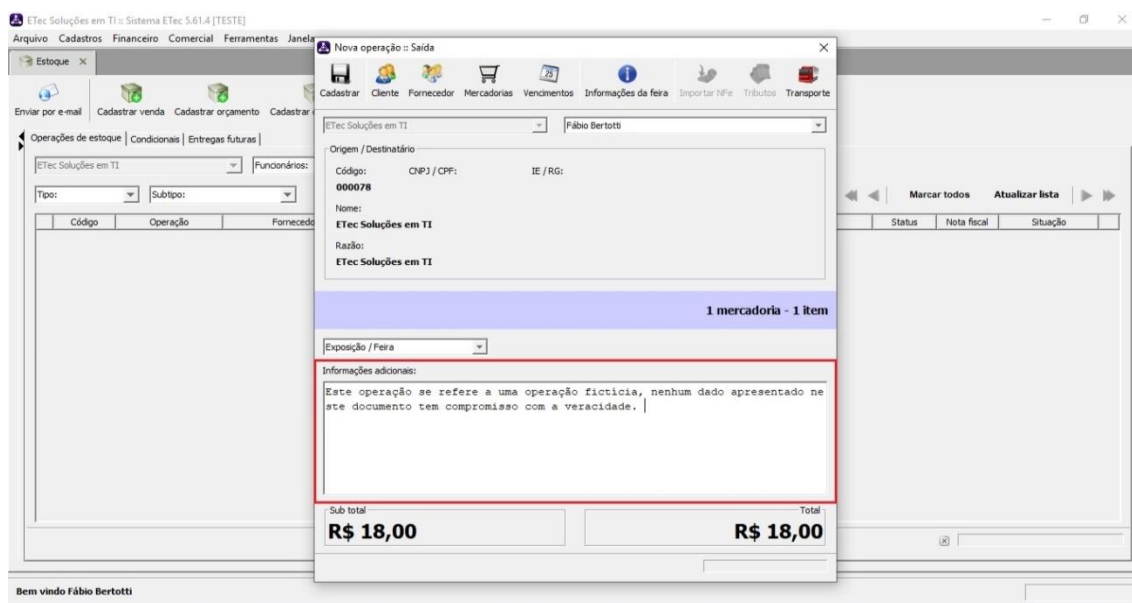 ETec Soluções em TI :: Sistema ETec 5.61.4 [TESTE]
Arquivo Cadastros Financeiro Comercial Ferramentas Janela
Estoque
Enviar por e-mail Cadastrar venda Cadastrar orçamento Cadastrar
Operações de estoque Condicionais Entregas futuras
ETec Soluções em TI Funcionários:
Tipo: Subtipo: Marcar todos Atualizar lista
Código Operação Fornecedo Status Nota fiscal Situação
Nova operação :: Saída
Cadastrar Cliente Fornecedor Mercadorias Vencimentos Informações da feira Importar NFe Tributos Transporte
ETec Soluções em TI Fábio Bertotti
Origem / Destinatário
Código: CNPJ / CPF: IE / RG:
000078
Nome:
ETec Soluções em TI
Razão:
ETec Soluções em TI
1 mercadoria - 1 item
Exposição / Feira
Informações adicionais:
Este operação se refere a uma operação fictícia, nenhum dado apresentado ne
ste documento tem compromisso com a veracidade.
Sub total Total
R$ 18,00 R$ 18,00
Bem vindo Fábio Bertotti